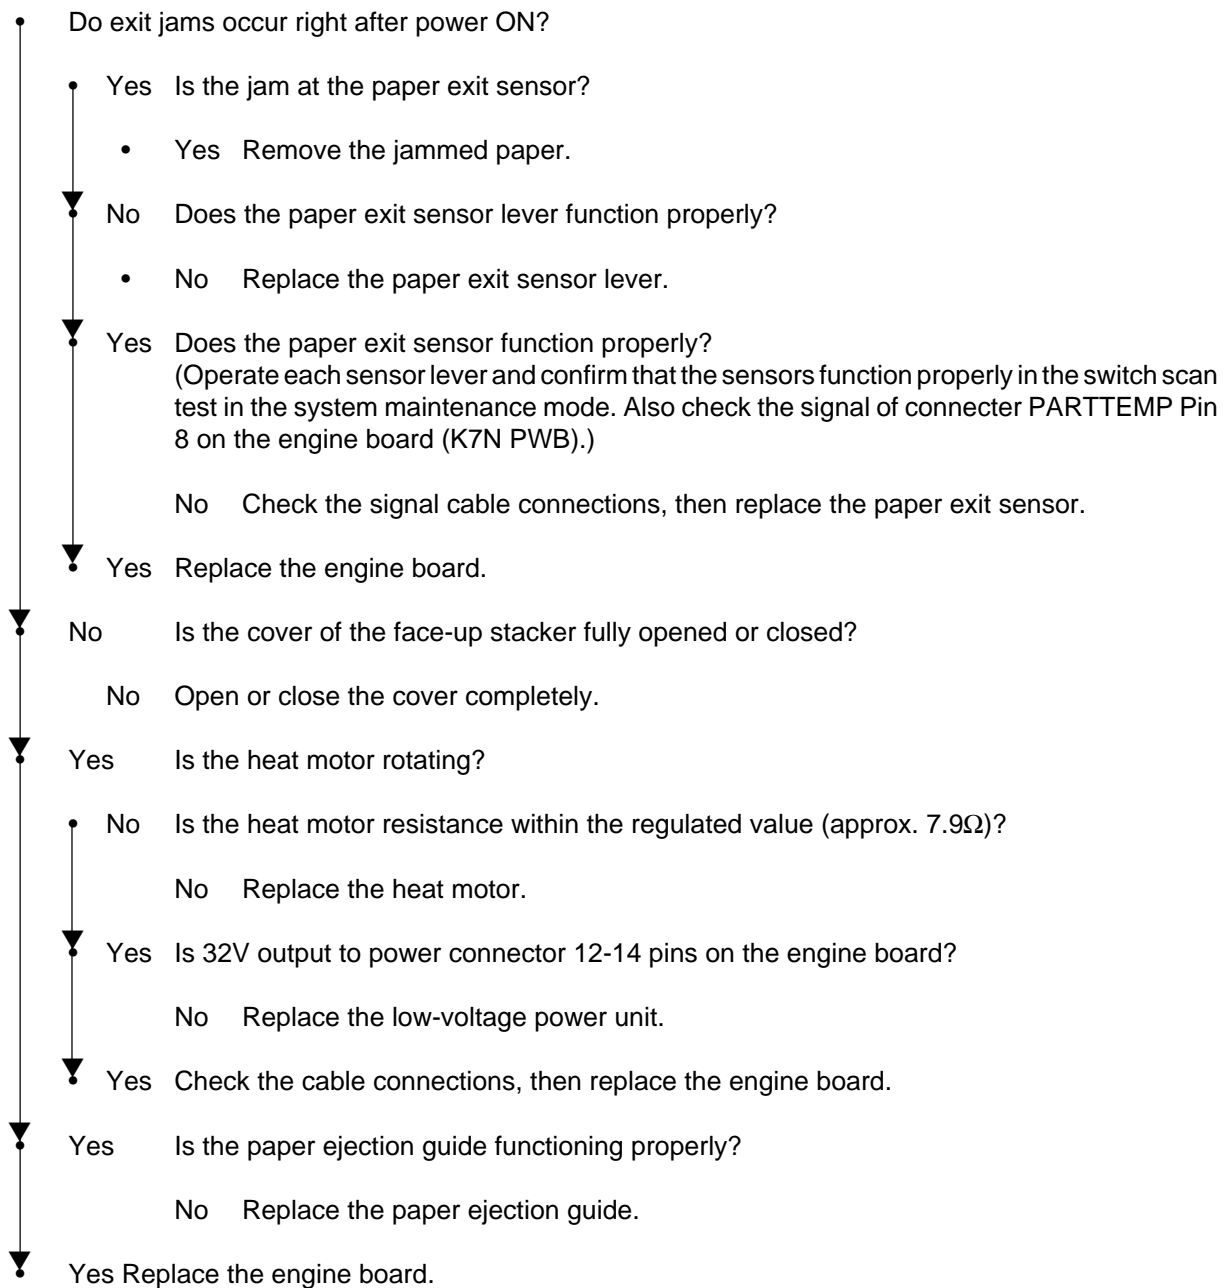 Do exit jams occur right after power ON?
Yes Is the jam at the paper exit sensor?
• Yes Remove the jammed paper.
No Does the paper exit sensor lever function properly?
• No Replace the paper exit sensor lever.
Yes Does the paper exit sensor function properly?
(Operate each sensor lever and confirm that the sensors function properly in the switch scan
test in the system maintenance mode. Also check the signal of connecter PARTTEMP Pin
8 on the engine board (K7N PWB).)
No Check the signal cable connections, then replace the paper exit sensor.
Yes Replace the engine board.
No Is the cover of the face-up stacker fully opened or closed?
No Open or close the cover completely.
Yes Is the heat motor rotating?
No Is the heat motor resistance within the regulated value (approx. 7.9Ω)?
No Replace the heat motor.
Yes Is 32V output to power connector 12-14 pins on the engine board?
No Replace the low-voltage power unit.
Yes Check the cable connections, then replace the engine board.
Yes Is the paper ejection guide functioning properly?
No Replace the paper ejection guide.
Yes Replace the engine board.